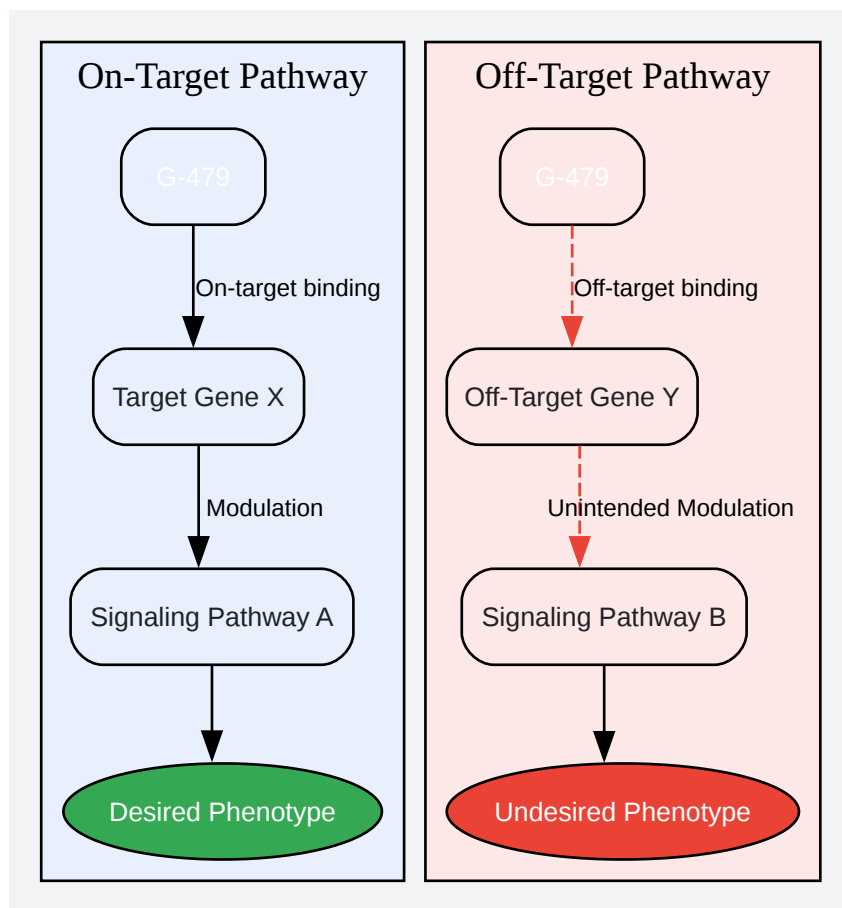 On-Target Pathway
G-479
On-target binding
Target Gene X
Modulation
Signaling Pathway A
Desired Phenotype
Off-Target Pathway
G-479
Off-target binding
Off-Target Gene Y
Unintended Modulation
Signaling Pathway B
Undesired Phenotype